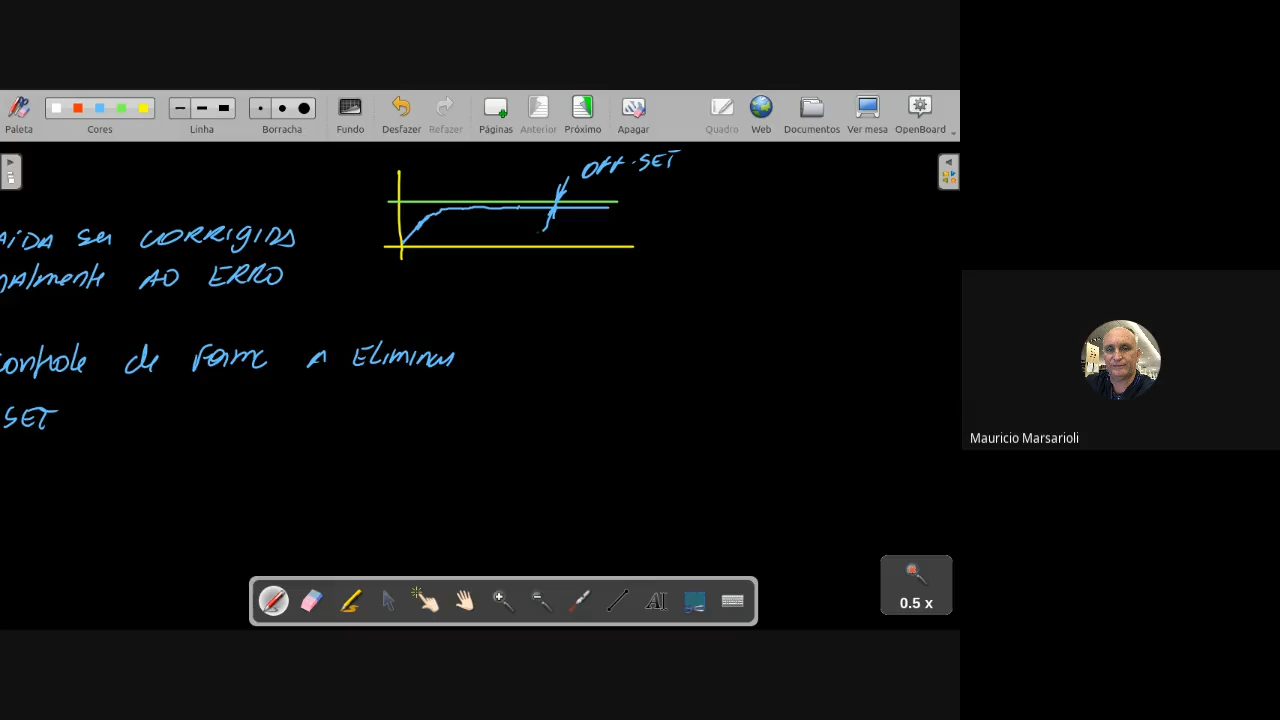 Paleta
Cores
Linha
Borracha
Fundo
Desfazer
Refazer
Páginas
Anterior
Próximo
Apagar
Quadro
Web
Documentos
Ver mesa
OpenBoard
OFF-SET
AÍDA SER CORRIGIDA
NALmente AO ERRO
controle de Forma A ELIMINAR
SET
Mauricio Marsarioli
0.5 x